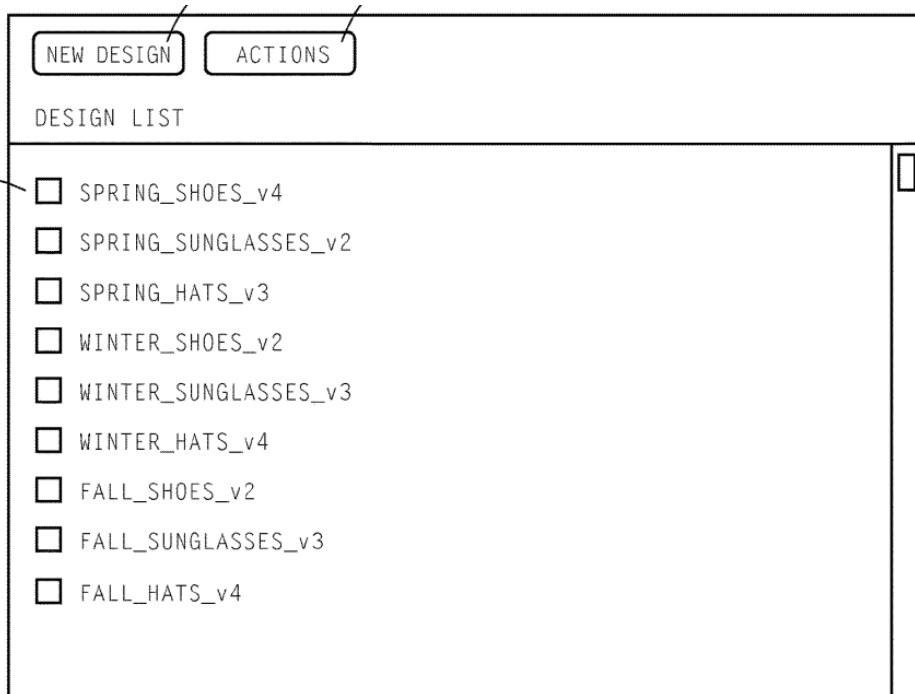 NEW DESIGN ACTIONS
DESIGN LIST
SPRING_SHOES_v4
SPRING_SUNGLASSES_v2
SPRING_HATS_v3
WINTER_SHOES_v2
WINTER_SUNGLASSES_v3
WINTER_HATS_v4
FALL_SHOES_v2
FALL_SUNGLASSES_v3
FALL_HATS_v4